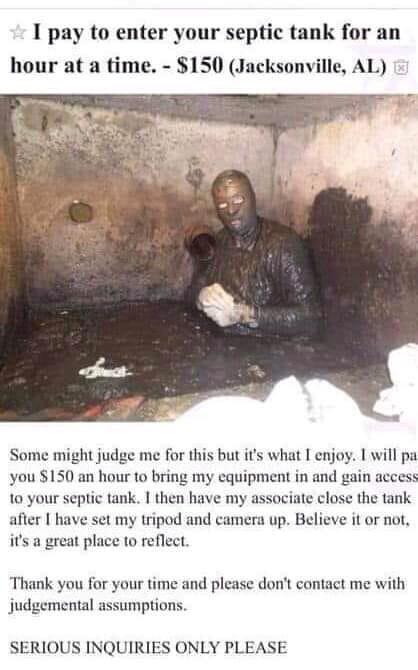 ☆ I pay to enter your septic tank for an
hour at a time. - $150 (Jacksonville, AL)
Some might judge me for this but it's what I enjoy. I will pa
you $150 an hour to bring my equipment in and gain access
to your septic tank. I then have my associate close the tank
after I have set my tripod and camera up. Believe it or not,
it's a great place to reflect.
Thank you for your time and please don't contact me with
judgemental assumptions.
SERIOUS INQUIRIES ONLY PLEASE